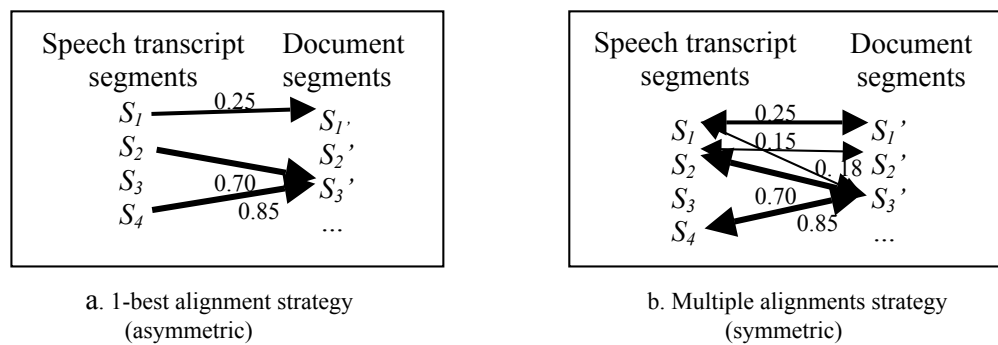 Speech transcript segments
Document segments
0.25
S1
S2
S3
S4
S1'
S2'
S3'
...
0.70
0.85
a. 1-best alignment strategy
(asymmetric)
Speech transcript segments
Document segments
0.25
0.15
0.18
S1
S2
S3
S4
S1'
S2'
S3'
...
0.70
0.85
b. Multiple alignments strategy
(symmetric)